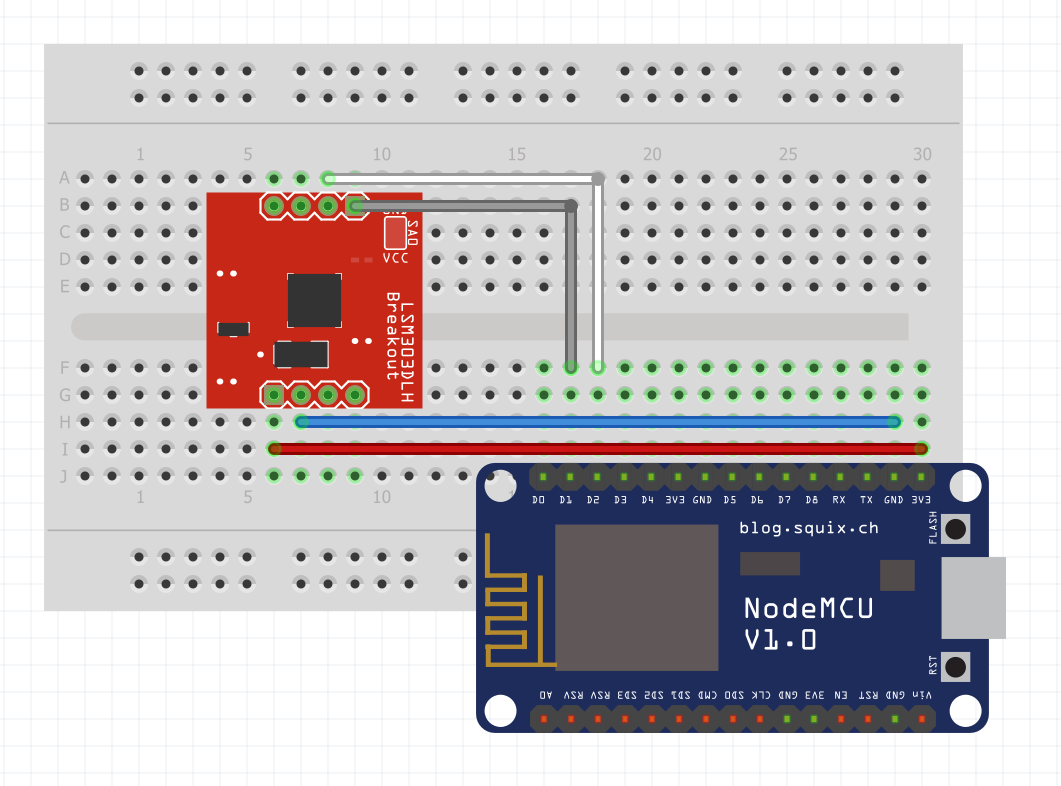 1 5 10 15 20 25 30
A
B
GND
C
SA0
D
VCC
E
LSM303DLH
Breakout
F
G
H
I
J
1 5 10
D0 D1 D2 D3 D4 3V3 GND D5 D6 D7 D8 RX TX GND 3V3
blog.squix.ch
FLASH
NodeMCU
V1.0
RST
A0 RSV RSV SD3 SD2 SD1 CMD SD0 CLK GND 3V3 EN RST GND Vin